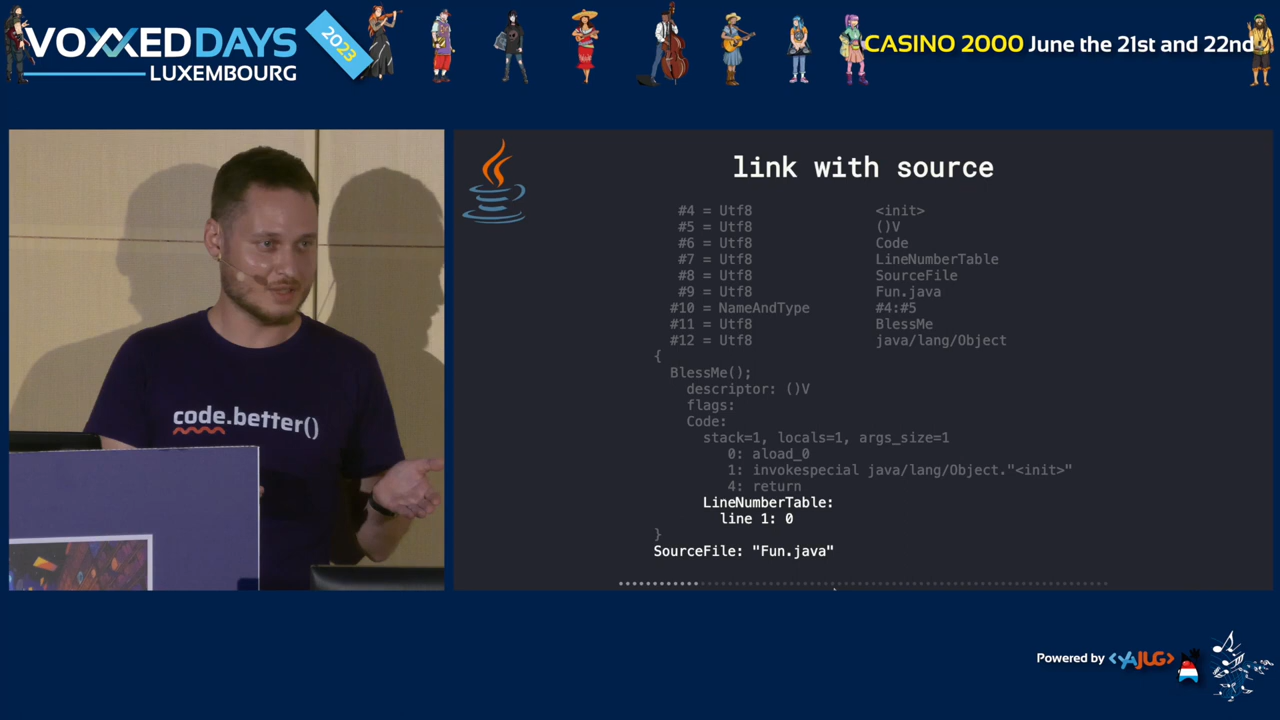 VOXXED DAYS
LUXEMBOURG
2023
CASINO 2000 June the 21st and 22nd
code.better()
link with source
#4 = Utf8 <init>
#5 = Utf8 ()V
#6 = Utf8 Code
#7 = Utf8 LineNumberTable
#8 = Utf8 SourceFile
#9 = Utf8 Fun.java
#10 = NameAndType #4:#5
#11 = Utf8 BlessMe
#12 = Utf8 java/lang/Object
{
BlessMe();
descriptor: ()V
flags:
Code:
stack=1, locals=1, args_size=1
0: aload_0
1: invokespecial java/lang/Object."<init>"
4: return
LineNumberTable:
line 1: 0
}
SourceFile: "Fun.java"
Powered by <YAJUG>